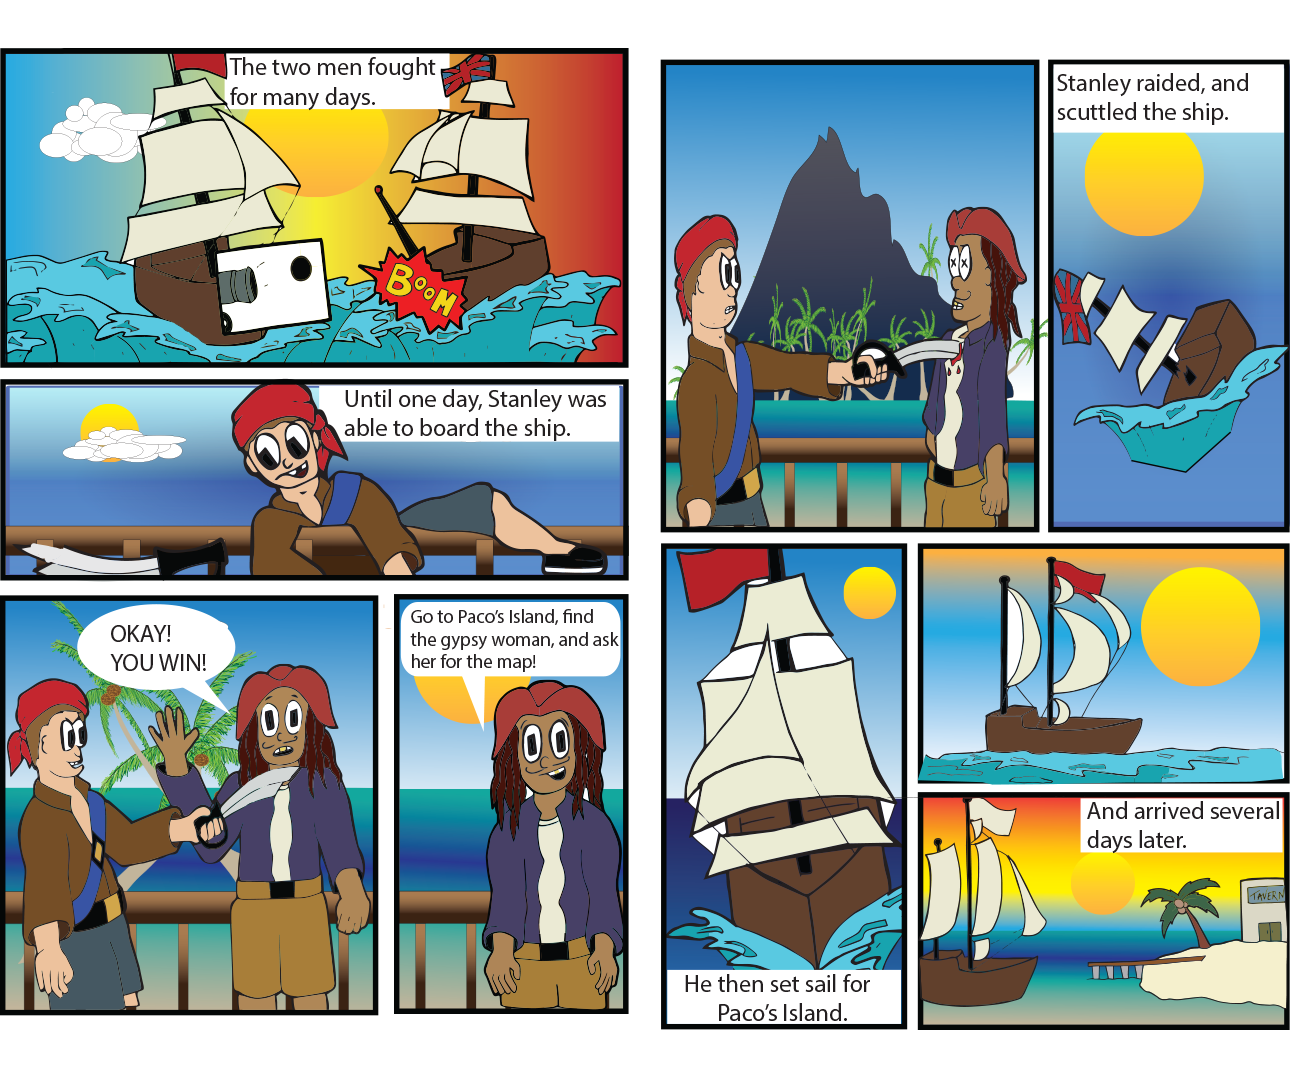 The two men fought
for many days.
BOOM
Until one day, Stanley was
able to board the ship.
OKAY!
YOU WIN!
Go to Paco's Island, find
the gypsy woman, and ask
her for the map!
Stanley raided, and
scuttled the ship.
He then set sail for
Paco's Island.
And arrived several
days later.
TAVERN